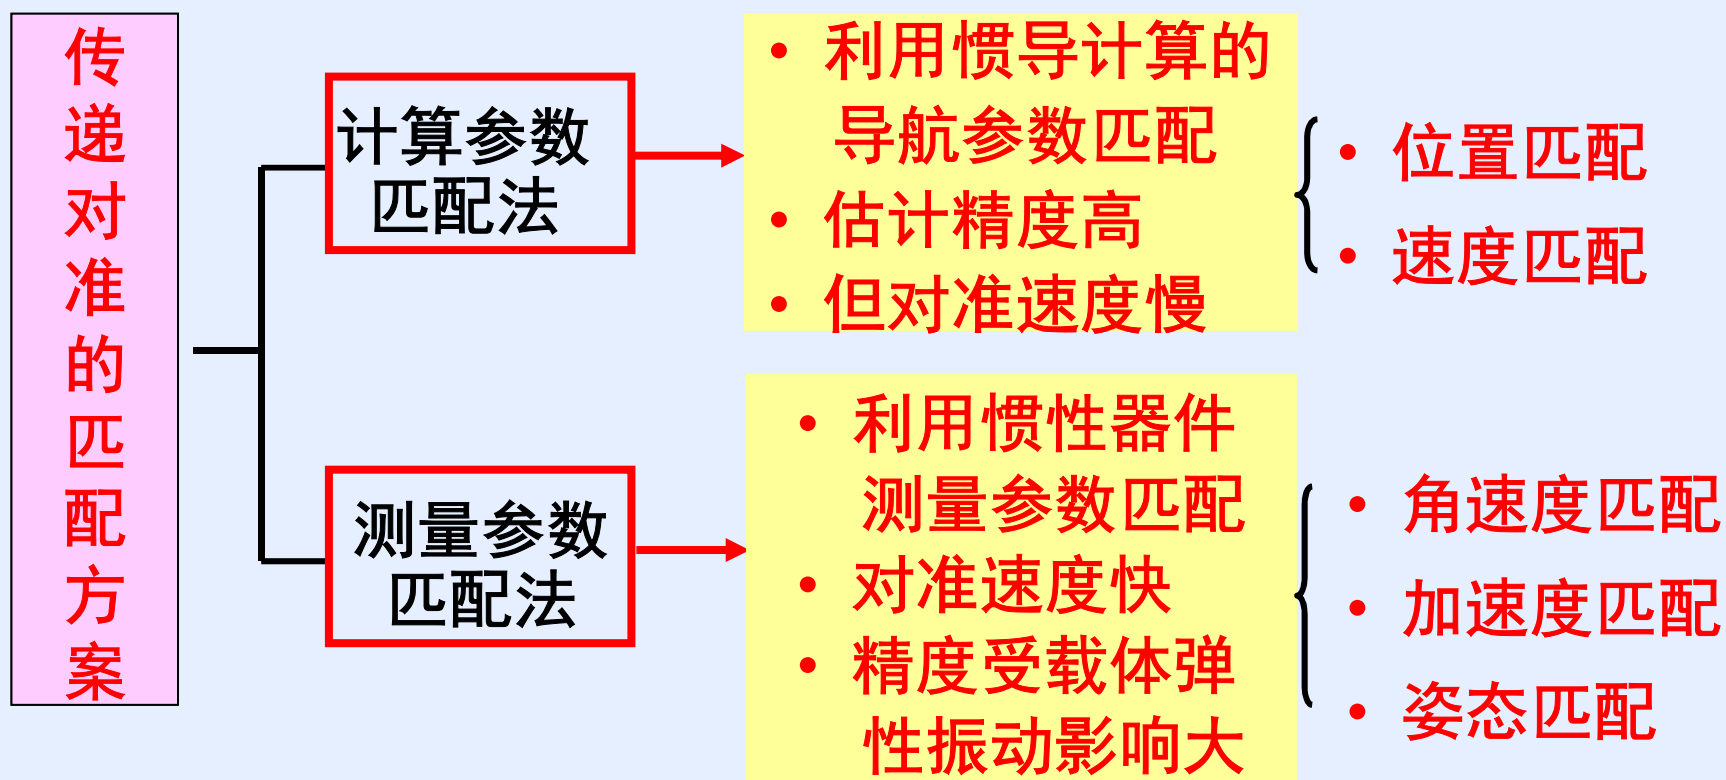 传递对准的匹配方案
计算参数
匹配法
• 利用惯导计算的
导航参数匹配
• 估计精度高
• 但对准速度慢
• 位置匹配
• 速度匹配
测量参数
匹配法
• 利用惯性器件
测量参数匹配
• 对准速度快
• 精度受载体弹
性振动影响大
• 角速度匹配
• 加速度匹配
• 姿态匹配